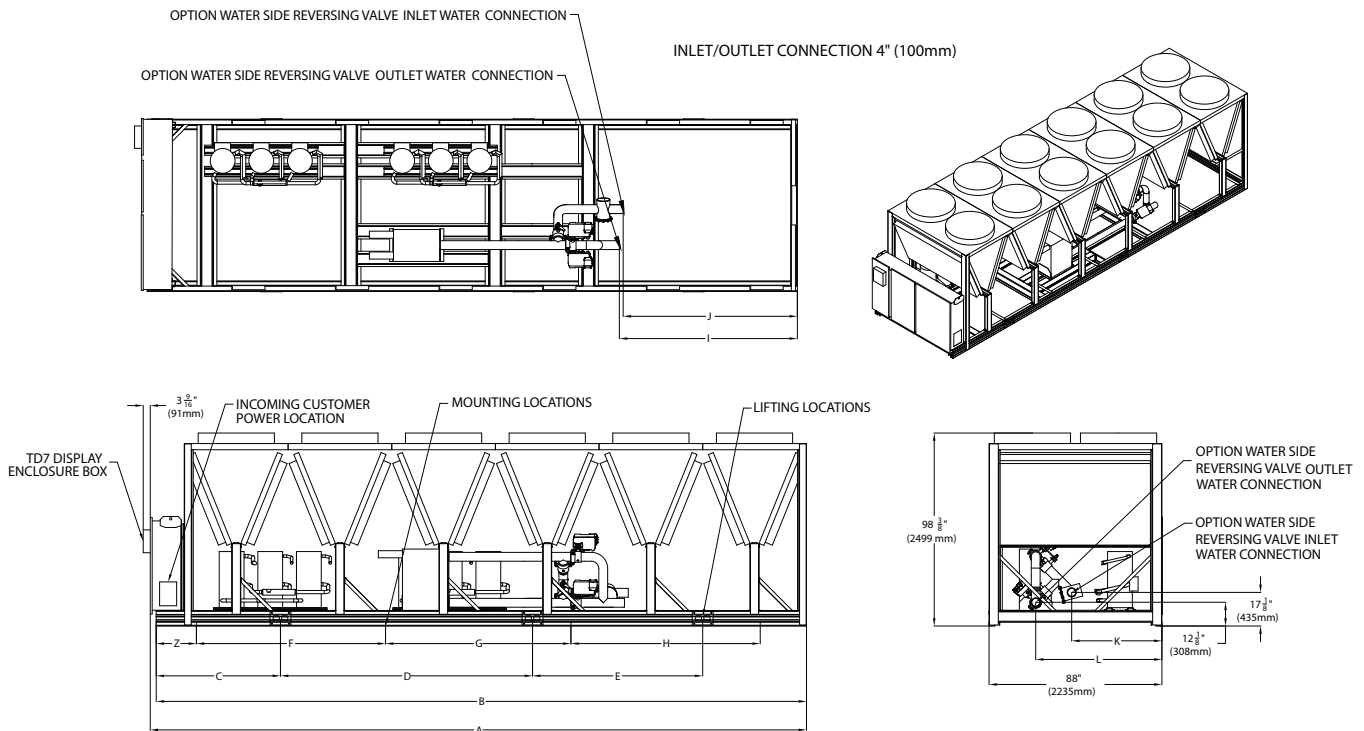 OPTION WATER SIDE REVERSING VALVE INLET WATER CONNECTION
INLET/OUTLET CONNECTION 4" (100mm)
OPTION WATER SIDE REVERSING VALVE OUTLET WATER CONNECTION
J
I
3 9/16"
(91mm)
INCOMING CUSTOMER
POWER LOCATION
MOUNTING LOCATIONS
LIFTING LOCATIONS
TD7 DISPLAY
ENCLOSURE BOX
Z
F
G
H
C
D
E
B
A
OPTION WATER SIDE
REVERSING VALVE OUTLET
WATER CONNECTION
OPTION WATER SIDE
REVERSING VALVE INLET
WATER CONNECTION
98 3/8"
(2499 mm)
17 1/8"
(435mm)
12 1/8"
(308mm)
K
L
88"
(2235mm)